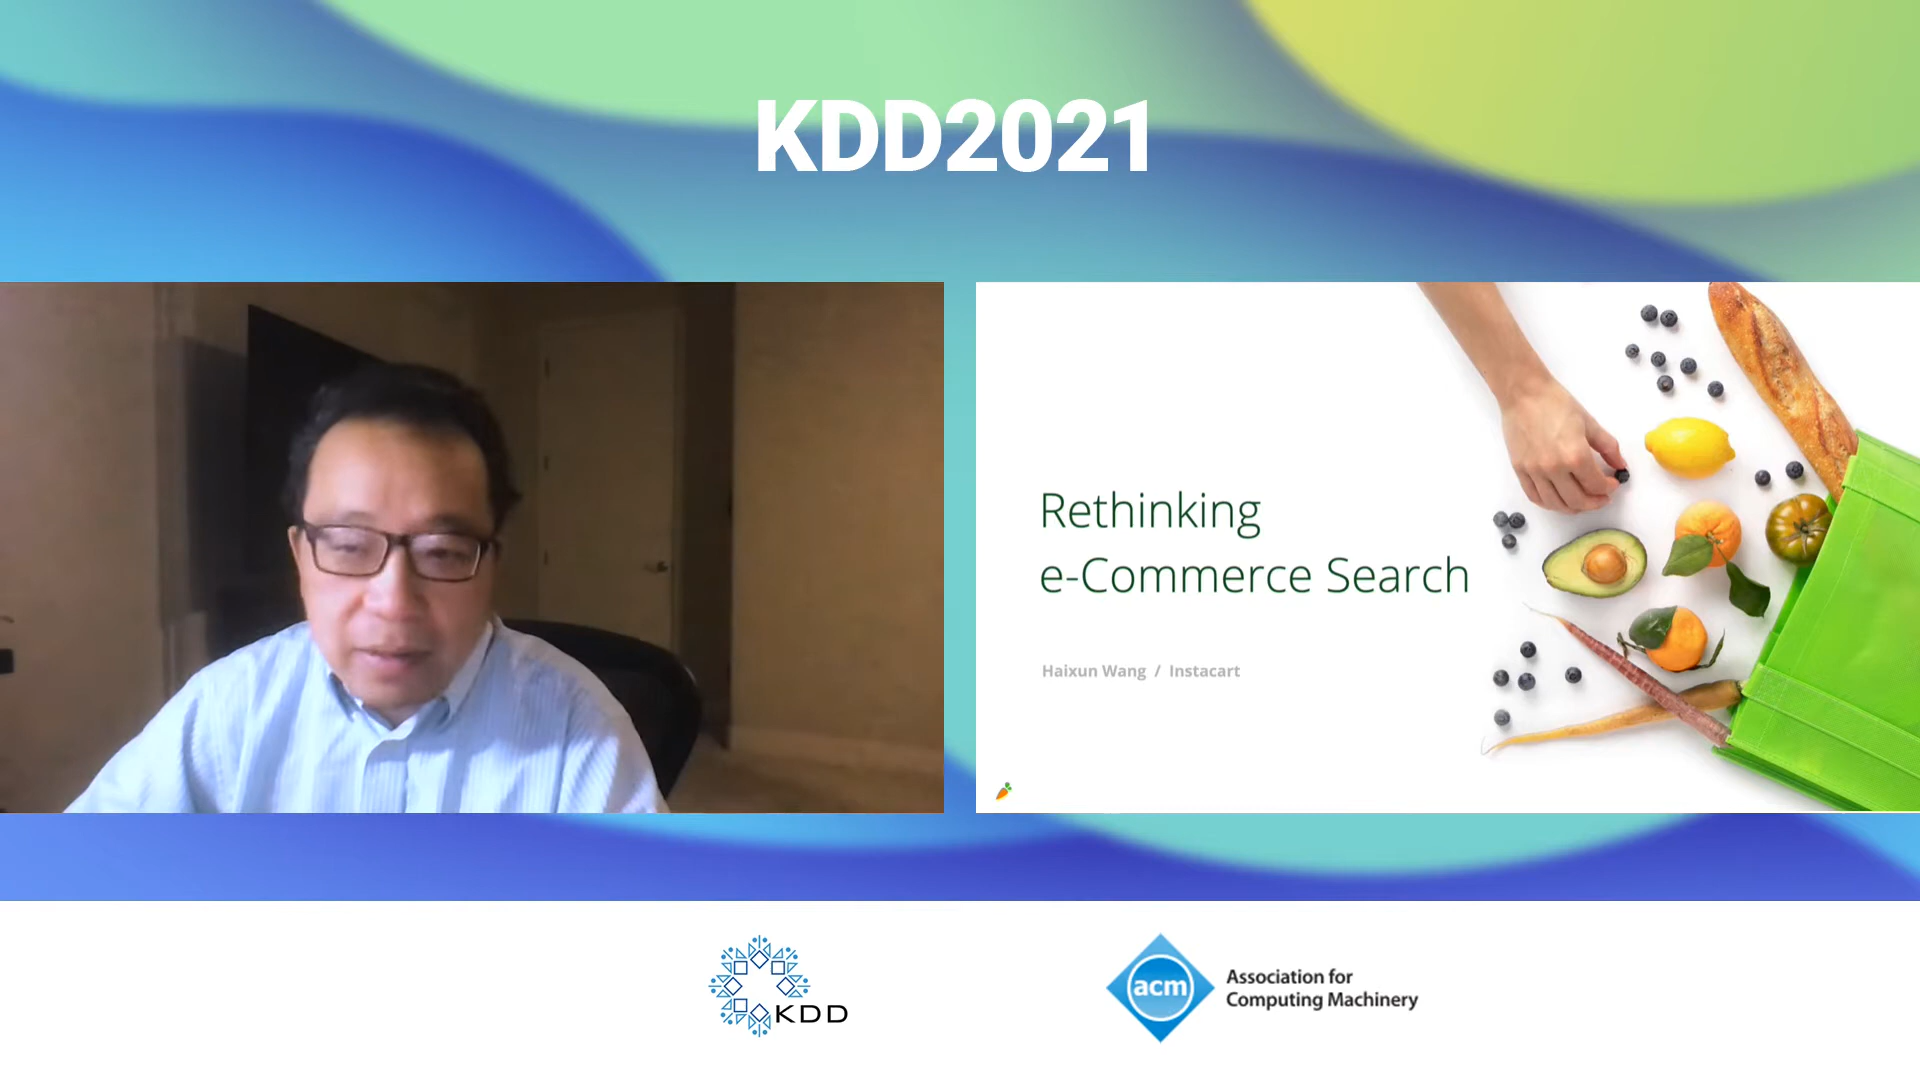 KDD2021
Rethinking
e-Commerce Search
Haixun Wang / Instacart
KDD
acm
Association for
Computing Machinery